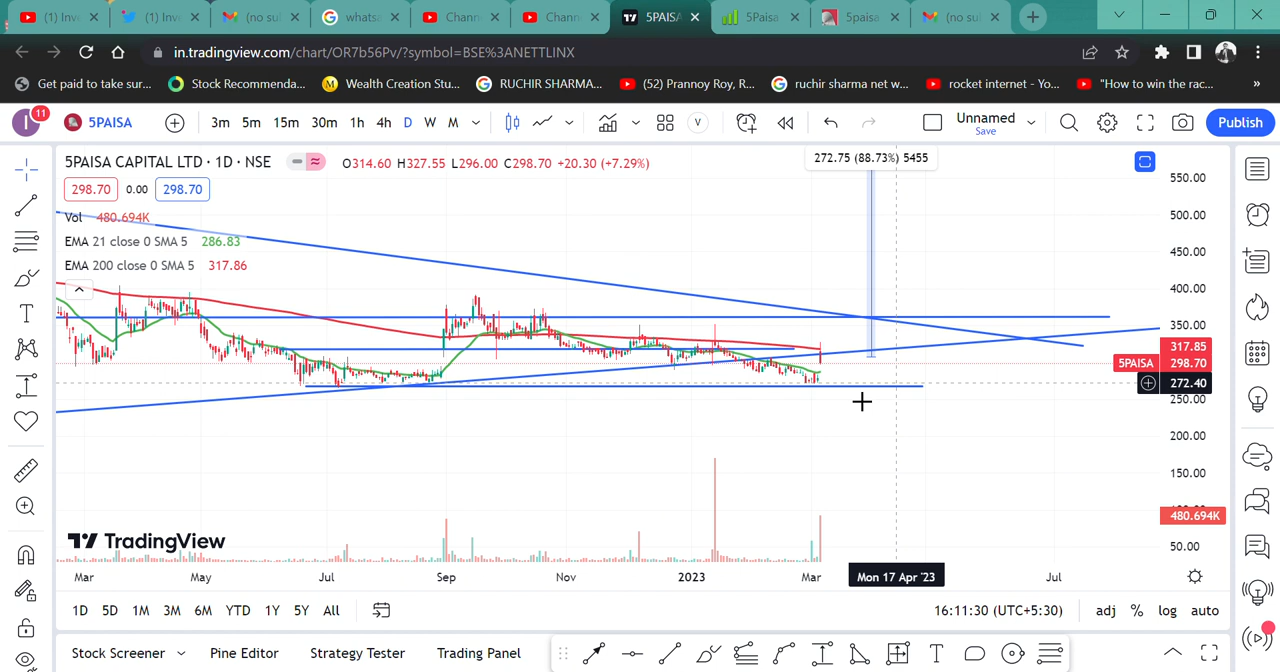 (1) Inv
(1) Inv
(no sul
whatsa
Chann
Chann
5PAISA
5Paisa
5paisa
(no sul
in.tradingview.com/chart/OR7b56Pv/?symbol=BSE%3ANETTLINX
Get paid to take sur...
Stock Recommenda...
Wealth Creation Stu...
RUCHIR SHARMA...
(52) Prannoy Roy, R...
ruchir sharma net w...
rocket internet - Yo...
"How to win the rac...
»
I
11
5PAISA
3m 5m 15m 30m 1h 4h D W M
V
Unnamed
Save
Publish
5PAISA CAPITAL LTD · 1D · NSE
O314.60 H327.55 L296.00 C298.70 +20.30 (+7.29%)
272.75 (88.73%) 5455
298.70 0.00 298.70
Vol 480.694K
EMA 21 close 0 SMA 5 286.83
EMA 200 close 0 SMA 5 317.86
550.00
500.00
450.00
400.00
350.00
317.85
5PAISA 298.70
272.40
250.00
200.00
150.00
480.694K
50.00
TradingView
Mar May Jul Sep Nov 2023 Mar Mon 17 Apr '23 Jul
1D 5D 1M 3M 6M YTD 1Y 5Y All
16:11:30 (UTC+5:30)
adj % log auto
Stock Screener
Pine Editor
Strategy Tester
Trading Panel